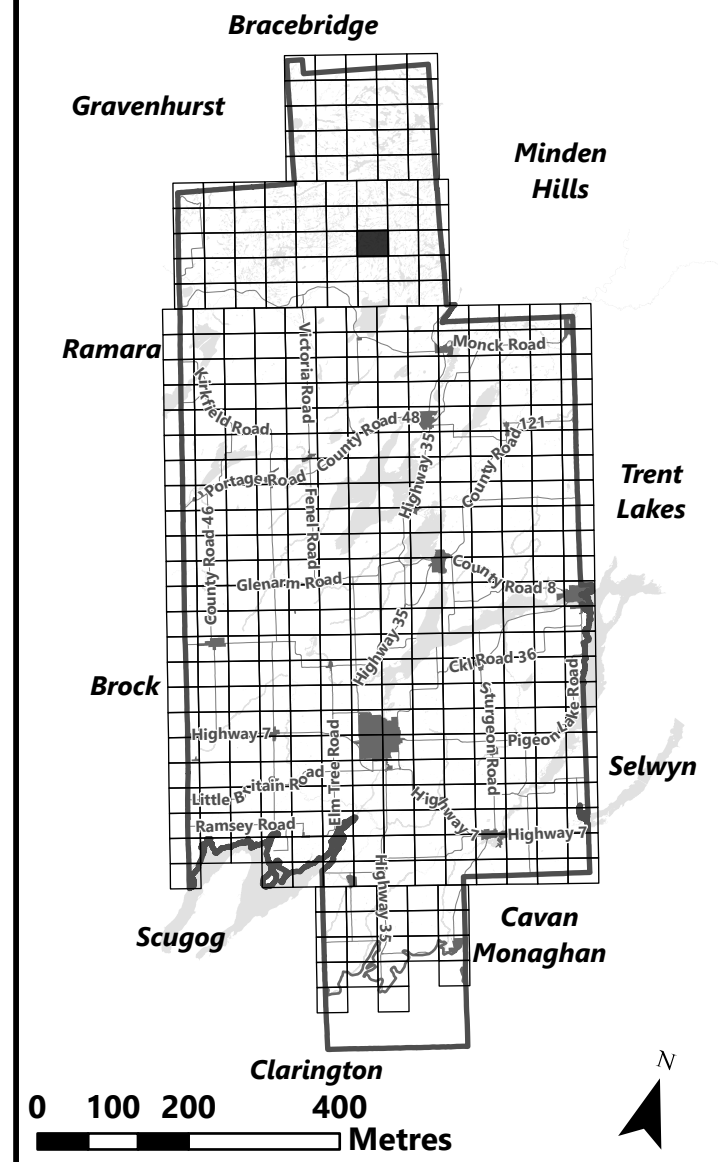 Bracebridge
Gravenhurst
Minden
Hills
Ramara
Victoria Road
Monck Road
Kirkfield Road
County Road 48
County Road 121
Highway 35
Portage Road
Trent
Lakes
Fenel Road
County Road 46
County Road 8
Glenarm Road
Highway 35
Ckl Road 36
Brock
Sturgeon Road
Pigeon Lake Road
Highway 7
Elm Tree Road
Selwyn
Little Britain Road
Highway 7
Ramsey Road
Highway 7
Highway 35
Scugog
Cavan
Monaghan
Clarington
N
0 100 200 400
Metres